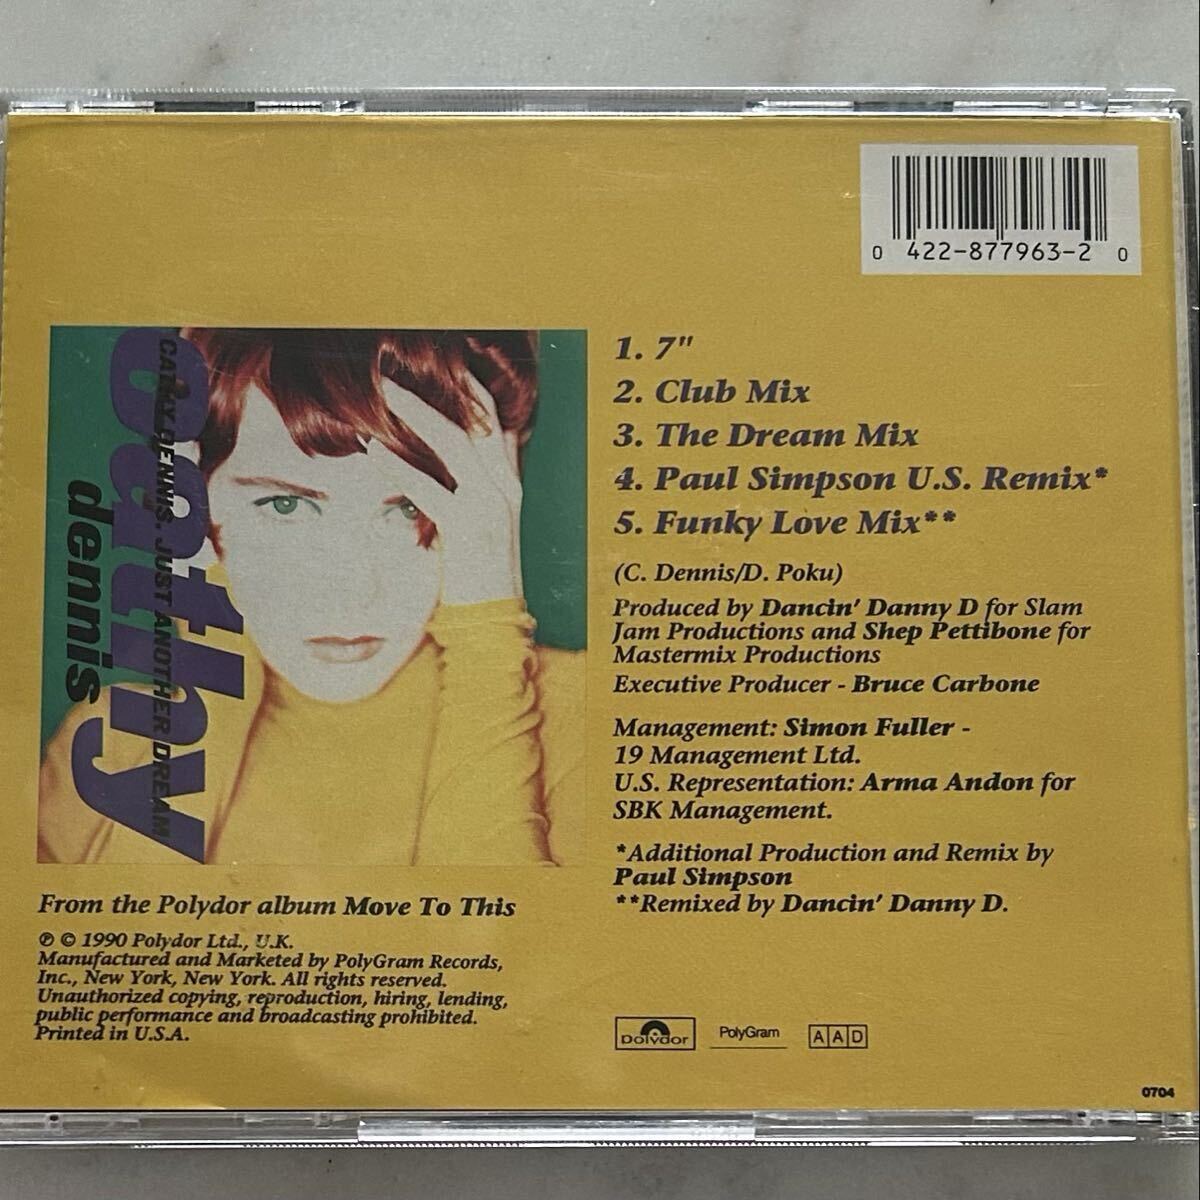 0 422-877963-2 0
1. 7"
2. Club Mix
3. The Dream Mix
4. Paul Simpson U.S. Remix*
5. Funky Love Mix**
(C. Dennis/D. Poku)
Produced by Dancin' Danny D for Slam
Jam Productions and Shep Pettibone for
Mastermix Productions
Executive Producer - Bruce Carbone
Management: Simon Fuller -
19 Management Ltd.
U.S. Representation: Arma Andon for
SBK Management.
*Additional Production and Remix by
Paul Simpson
**Remixed by Dancin' Danny D.
cathy
CATHY DENNIS. JUST ANOTHER DREAM
dennis
From the Polydor album Move To This
℗ © 1990 Polydor Ltd., U.K.
Manufactured and Marketed by PolyGram Records,
Inc., New York, New York. All rights reserved.
Unauthorized copying, reproduction, hiring, lending,
public performance and broadcasting prohibited.
Printed in U.S.A.
Polydor
PolyGram
AAD
0704